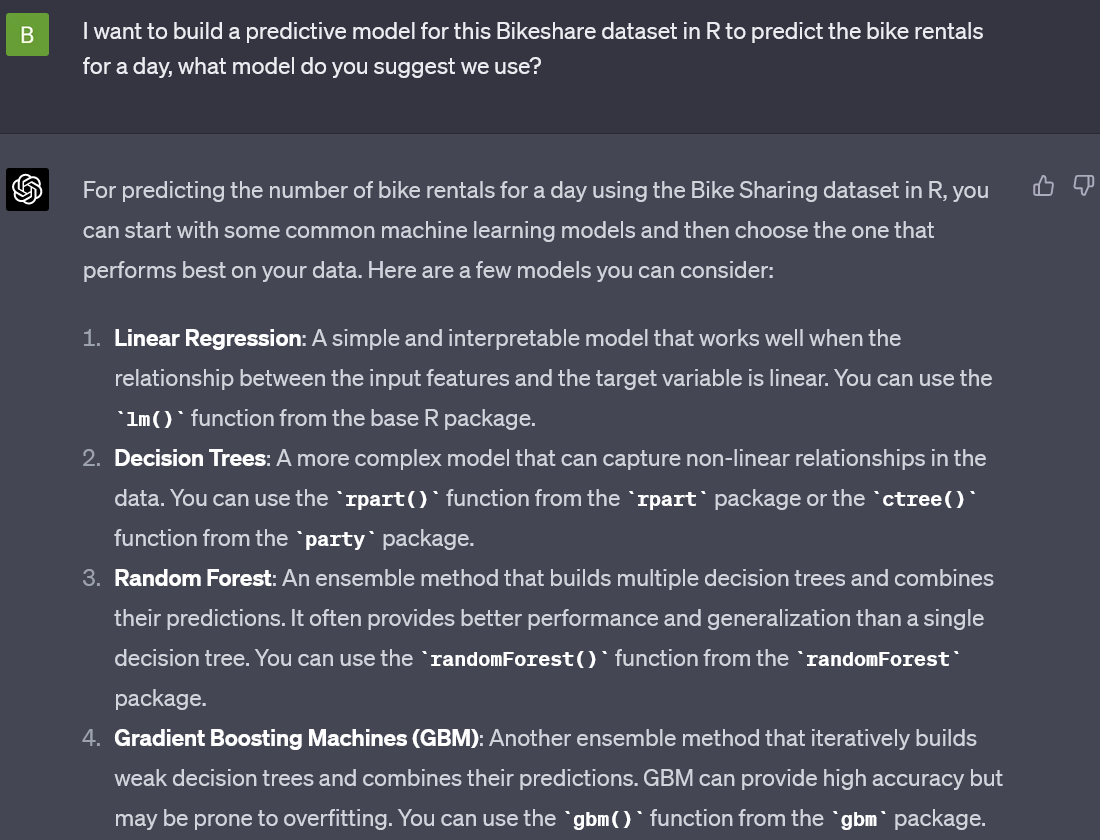 B
I want to build a predictive model for this Bikeshare dataset in R to predict the bike rentals
for a day, what model do you suggest we use?
For predicting the number of bike rentals for a day using the Bike Sharing dataset in R, you
can start with some common machine learning models and then choose the one that
performs best on your data. Here are a few models you can consider:
1. Linear Regression: A simple and interpretable model that works well when the
relationship between the input features and the target variable is linear. You can use the
`lm()` function from the base R package.
2. Decision Trees: A more complex model that can capture non-linear relationships in the
data. You can use the `rpart()` function from the `rpart` package or the `ctree()`
function from the `party` package.
3. Random Forest: An ensemble method that builds multiple decision trees and combines
their predictions. It often provides better performance and generalization than a single
decision tree. You can use the `randomForest()` function from the `randomForest`
package.
4. Gradient Boosting Machines (GBM): Another ensemble method that iteratively builds
weak decision trees and combines their predictions. GBM can provide high accuracy but
may be prone to overfitting. You can use the `gbm()` function from the `gbm` package.